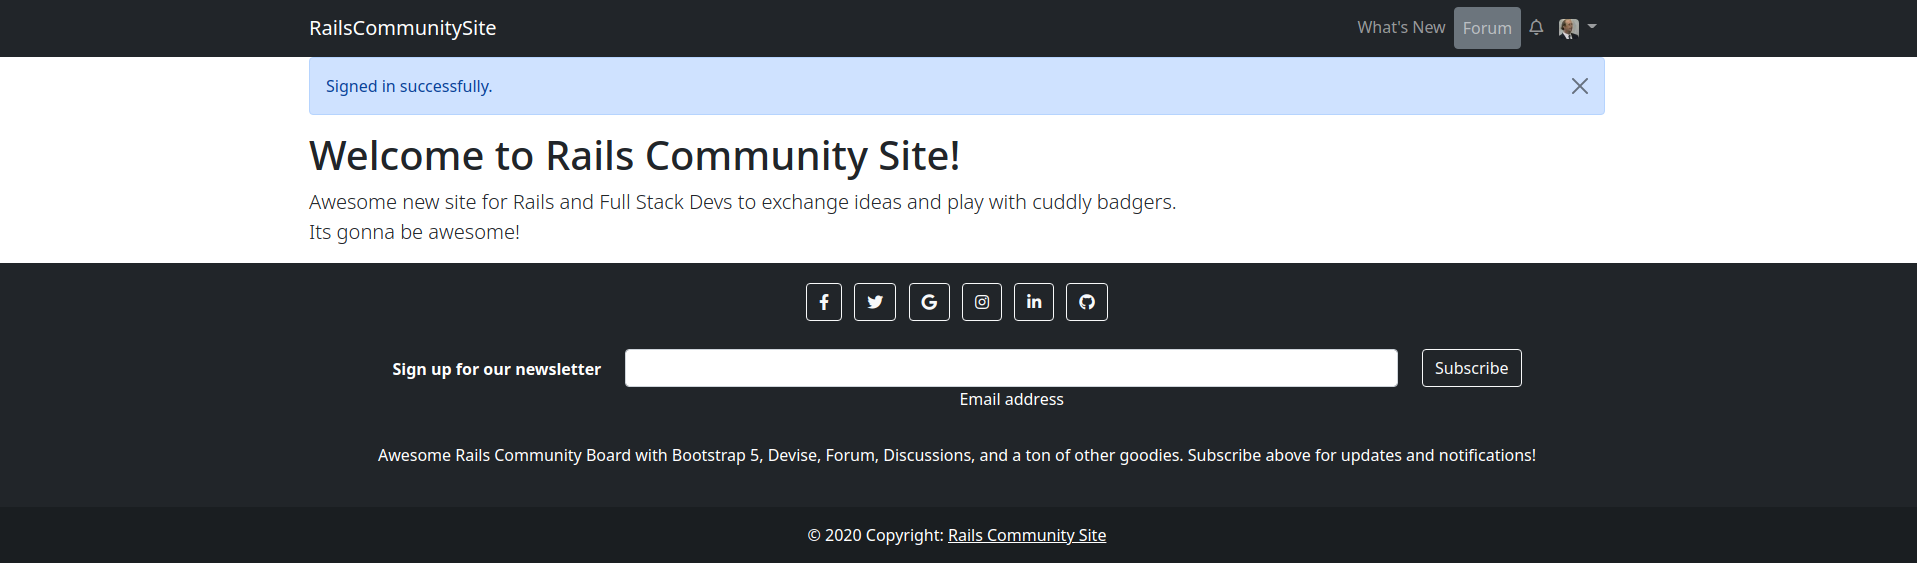 RailsCommunitySite What's New Forum
Signed in successfully.
Welcome to Rails Community Site!
Awesome new site for Rails and Full Stack Devs to exchange ideas and play with cuddly badgers.
Its gonna be awesome!
Sign up for our newsletter Subscribe
Email address
Awesome Rails Community Board with Bootstrap 5, Devise, Forum, Discussions, and a ton of other goodies. Subscribe above for updates and notifications!
© 2020 Copyright: Rails Community Site